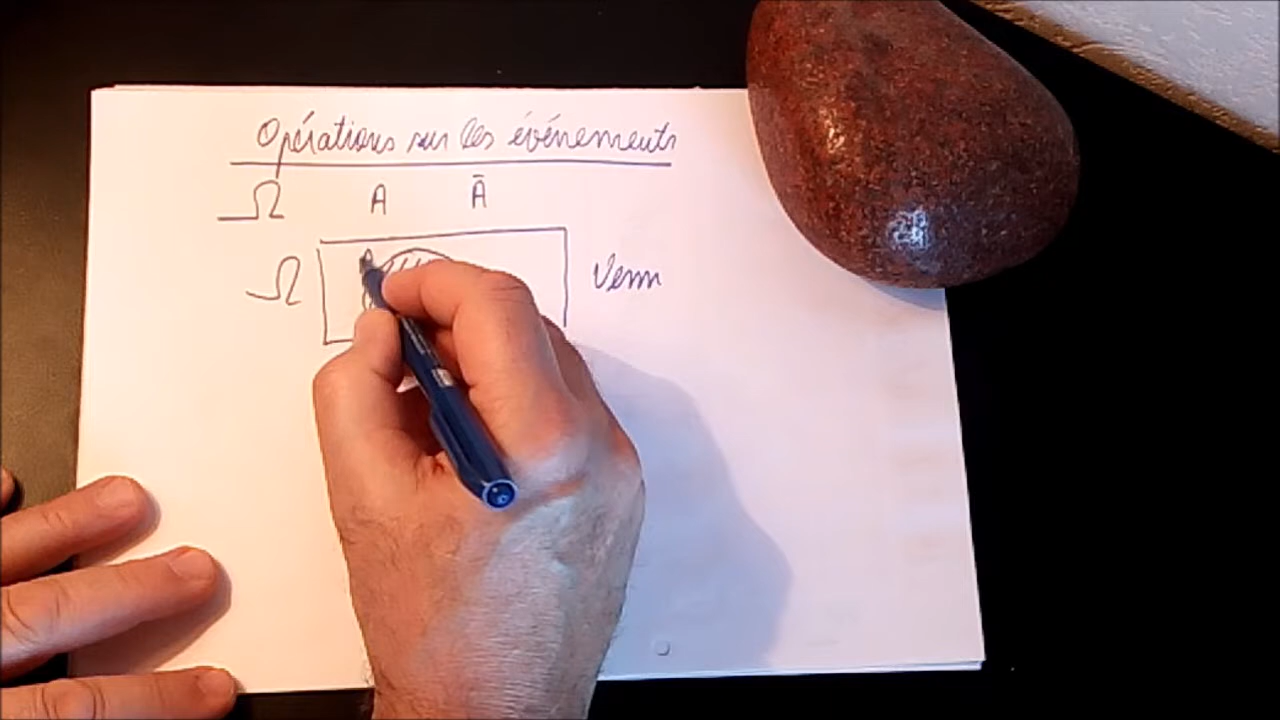 Opérations sur les événements
Ω A Ā
Ω A Venn